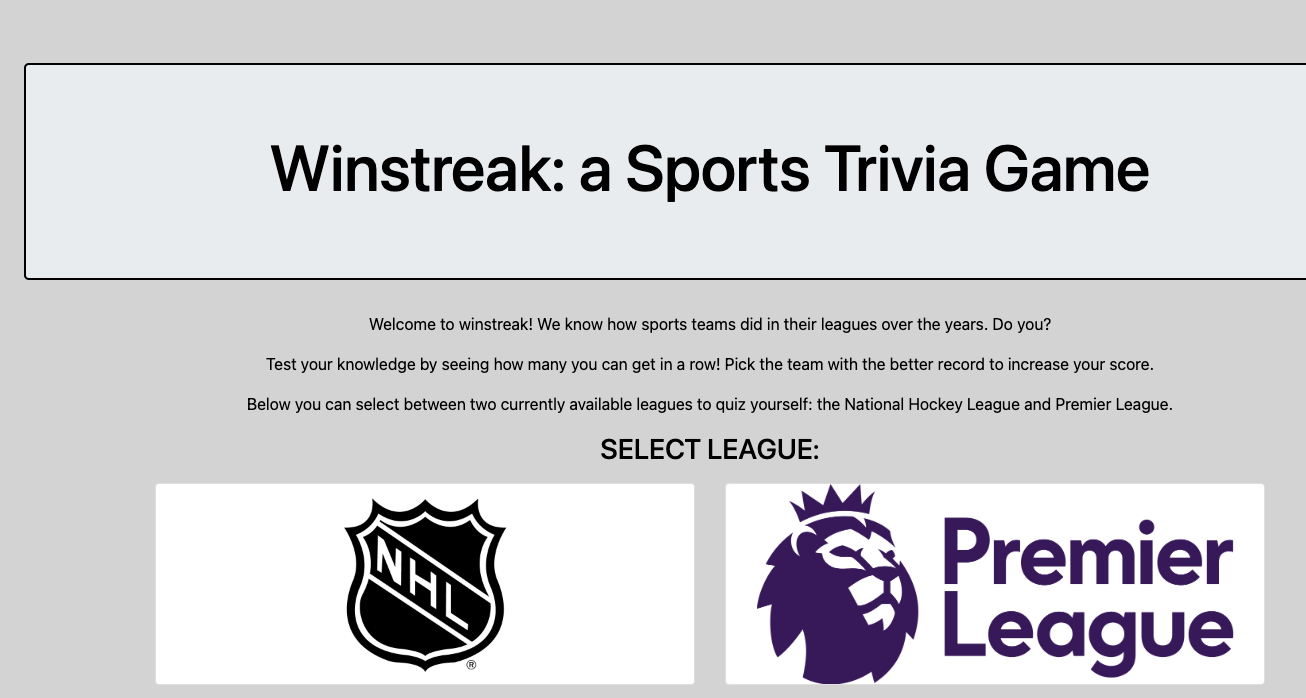 Winstreak: a Sports Trivia Game
Welcome to winstreak! We know how sports teams did in their leagues over the years. Do you?
Test your knowledge by seeing how many you can get in a row! Pick the team with the better record to increase your score.
Below you can select between two currently available leagues to quiz yourself: the National Hockey League and Premier League.
SELECT LEAGUE:
NHL
®
Premier
League